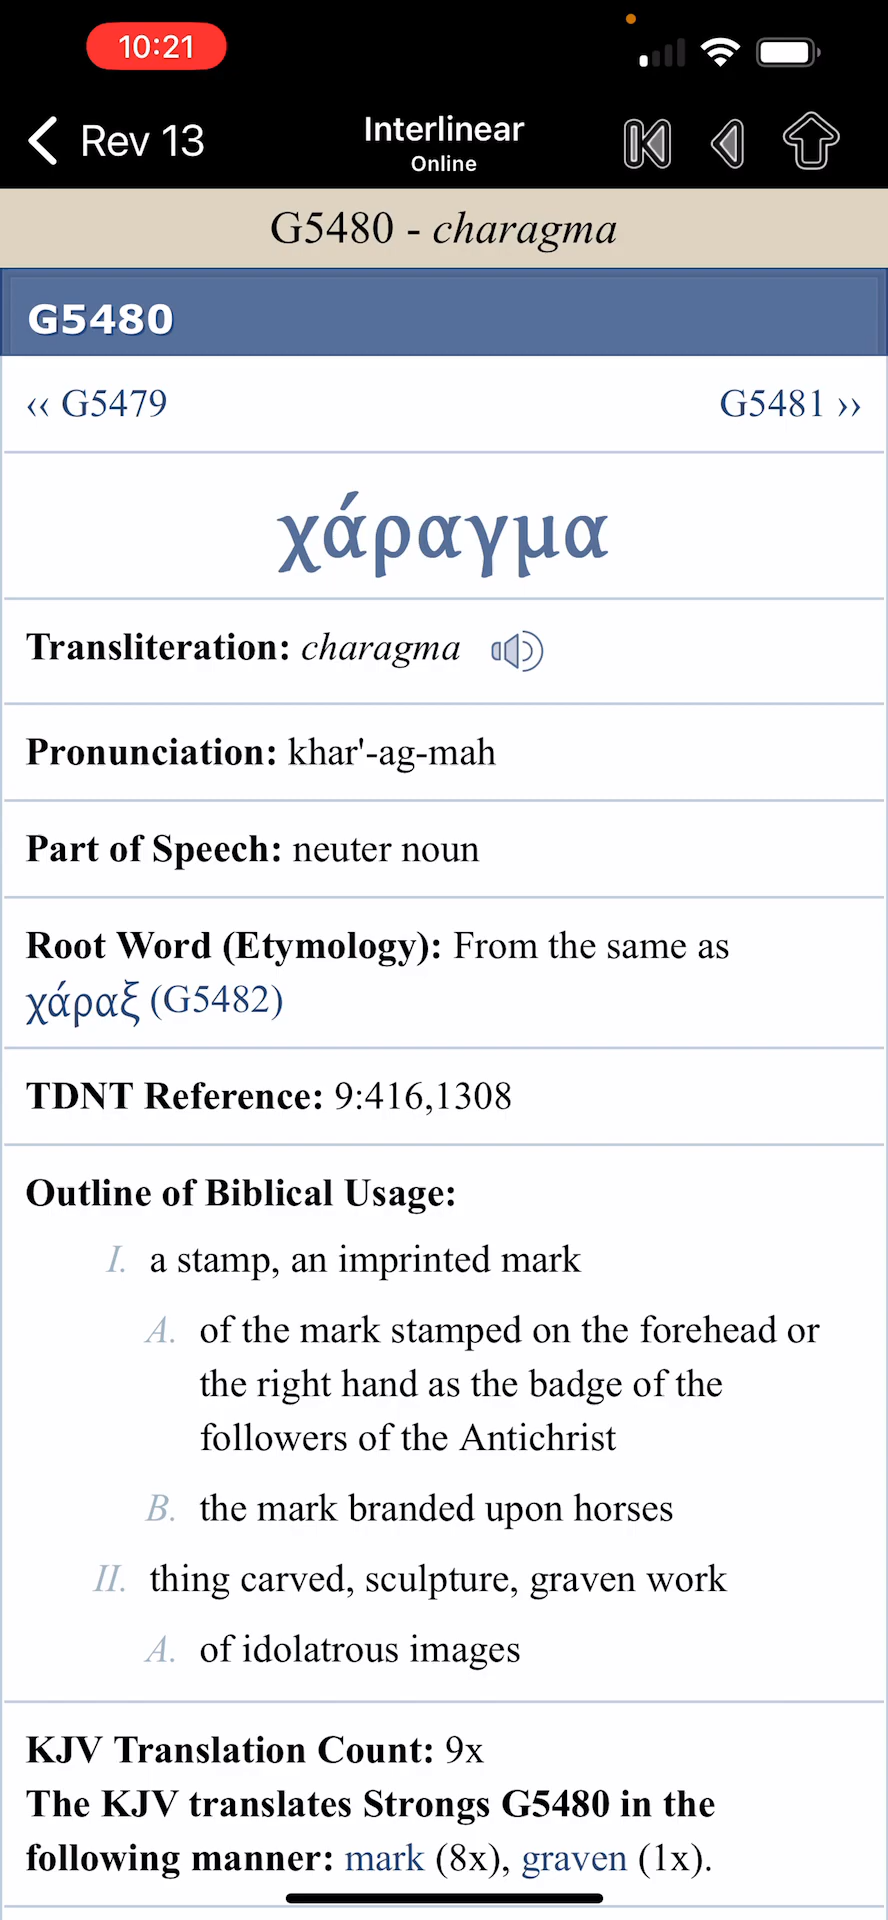 10:21
Rev 13
Interlinear
Online
G5480 - charagma
G5480
‹‹ G5479
G5481 ››
χάραγμα
Transliteration: charagma
Pronunciation: khar'-ag-mah
Part of Speech: neuter noun
Root Word (Etymology): From the same as
χάραξ (G5482)
TDNT Reference: 9:416,1308
Outline of Biblical Usage:
I. a stamp, an imprinted mark
A. of the mark stamped on the forehead or
the right hand as the badge of the
followers of the Antichrist
B. the mark branded upon horses
II. thing carved, sculpture, graven work
A. of idolatrous images
KJV Translation Count: 9x
The KJV translates Strongs G5480 in the
following manner: mark (8x), graven (1x).